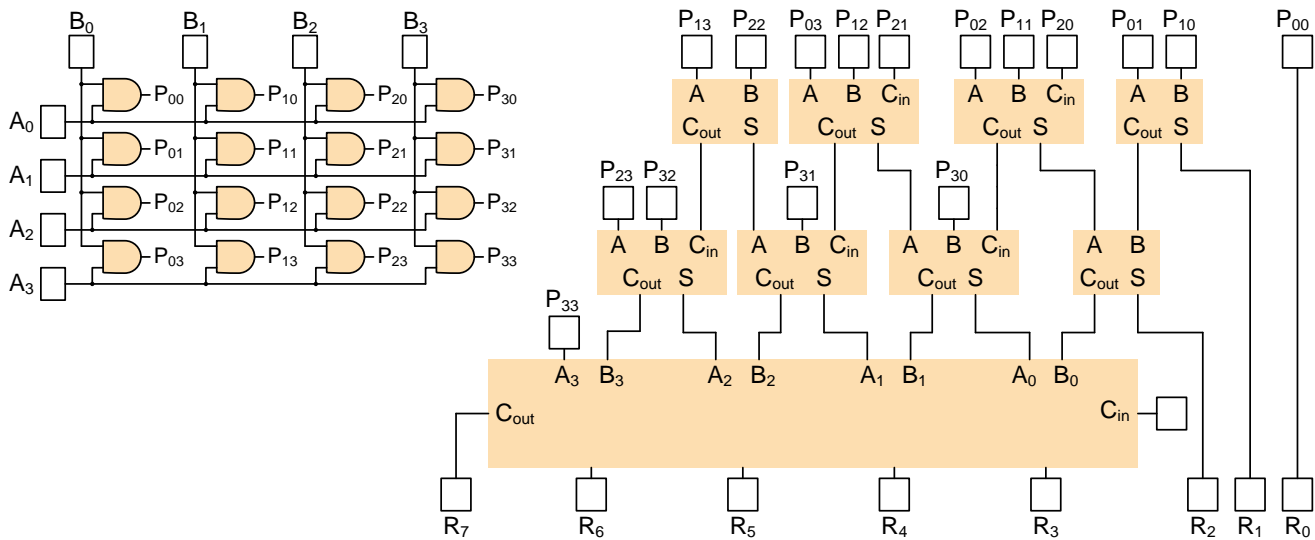 B₀ B₁ B₂ B₃
P₀₀ P₁₀ P₂₀ P₃₀
A₀
P₀₁ P₁₁ P₂₁ P₃₁
A₁
P₀₂ P₁₂ P₂₂ P₃₂
A₂
P₀₃ P₁₃ P₂₃ P₃₃
A₃
P₁₃ P₂₂ P₀₃ P₁₂ P₂₁ P₀₂ P₁₁ P₂₀ P₀₁ P₁₀ P₀₀
A B A B Cᵢₙ A B Cᵢₙ A B
Cₒᵤₜ S Cₒᵤₜ S Cₒᵤₜ S Cₒᵤₜ S
P₂₃ P₃₂ P₃₁ P₃₀
A B Cᵢₙ A B Cᵢₙ A B Cᵢₙ A B
Cₒᵤₜ S Cₒᵤₜ S Cₒᵤₜ S Cₒᵤₜ S
P₃₃
A₃ B₃ A₂ B₂ A₁ B₁ A₀ B₀
Cₒᵤₜ Cᵢₙ
R₇ R₆ R₅ R₄ R₃ R₂ R₁ R₀